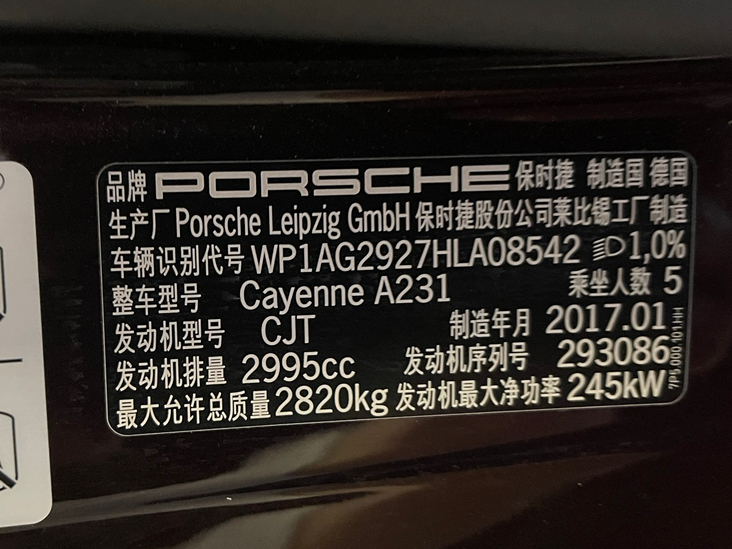 品牌 PORSCHE 保时捷 制造国 德国
生产厂 Porsche Leipzig GmbH 保时捷股份公司莱比锡工厂制造
车辆识别代号 WP1AG2927HLA08542 1,0%
整车型号 Cayenne A231 乘坐人数 5
发动机型号 CJT 制造年月 2017.01
发动机排量 2995cc 发动机序列号 293086
最大允许总质量 2820kg 发动机最大净功率 245kW
7P5.000.101.HH